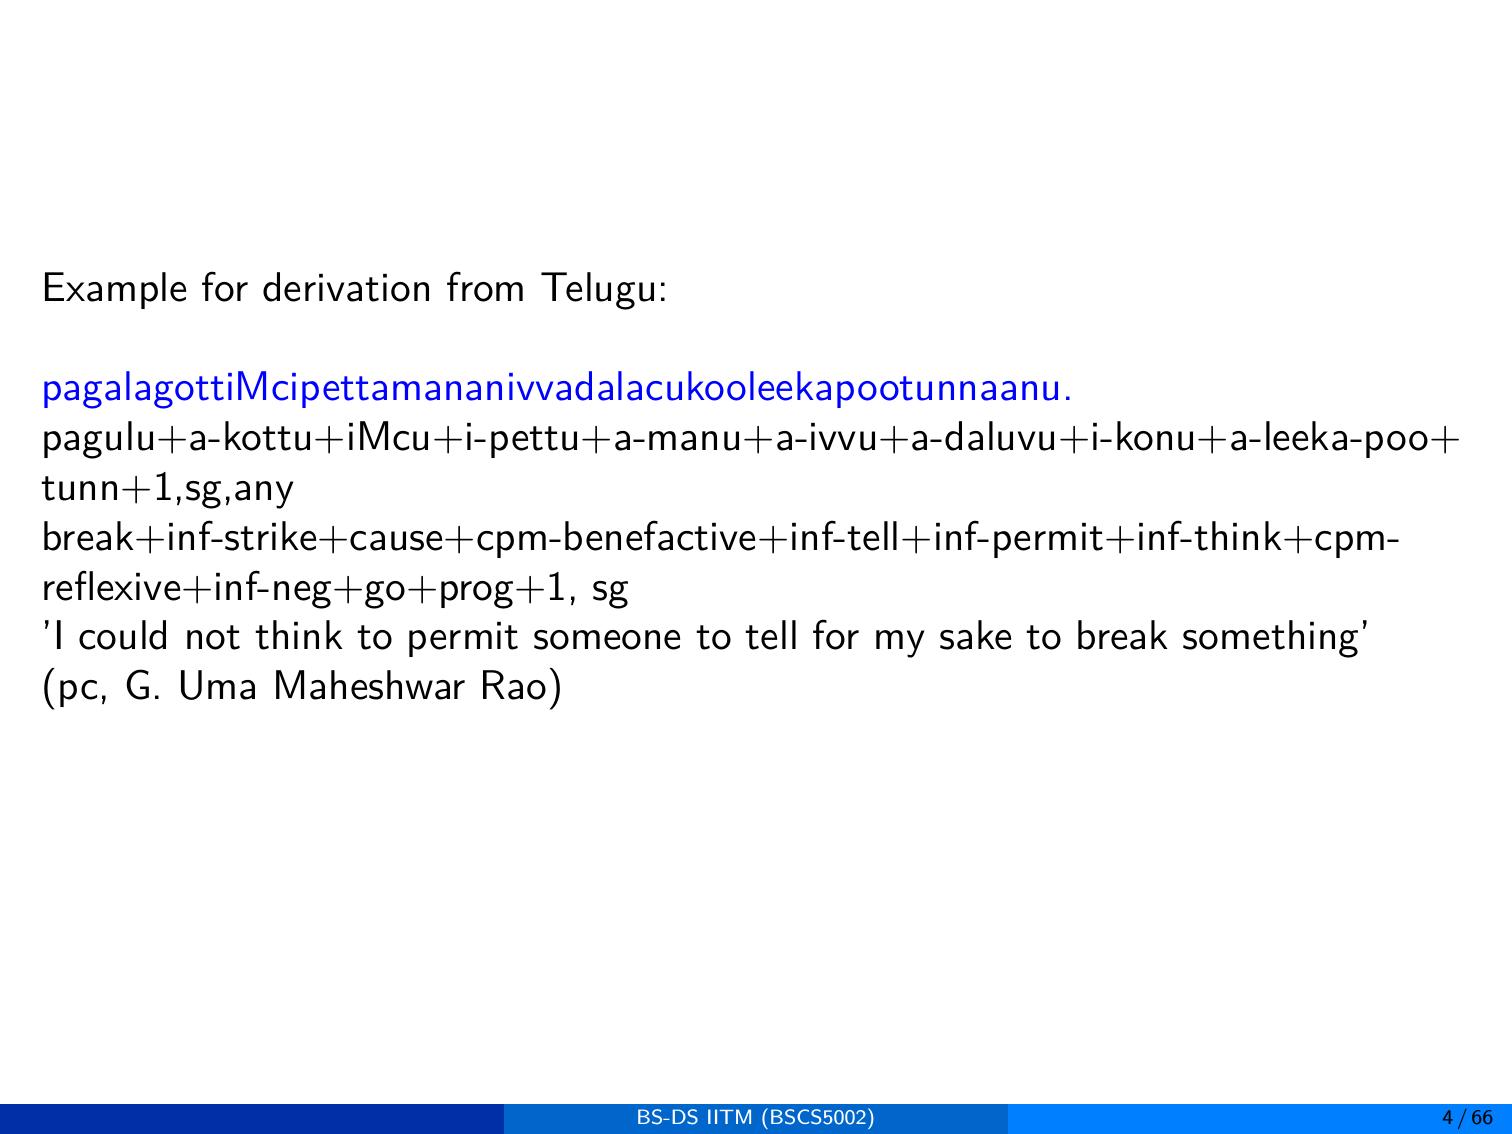 Example for derivation from Telugu:
pagalagottiMcipettamananivvadalacukooleekapootunnaanu.
pagulu+a-kottu+iMcu+i-pettu+a-manu+a-ivvu+a-daluvu+i-konu+a-leeka-poo+
tunn+1,sg,any
break+inf-strike+cause+cpm-benefactive+inf-tell+inf-permit+inf-think+cpm-
reflexive+inf-neg+go+prog+1, sg
'I could not think to permit someone to tell for my sake to break something'
(pc, G. Uma Maheshwar Rao)
BS-DS IITM (BSCS5002)
4 / 66